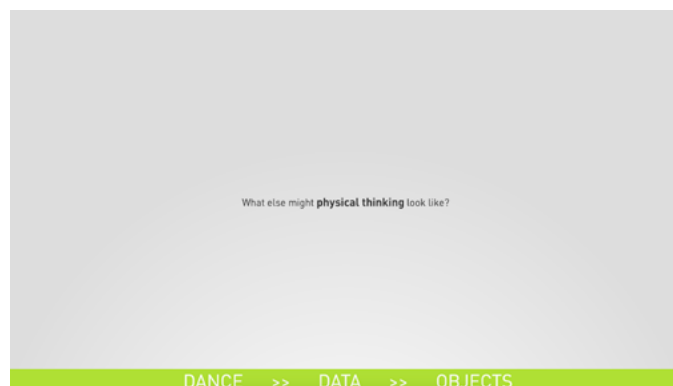 What else might physical thinking look like?
DANCE >> DATA >> OBJECTS